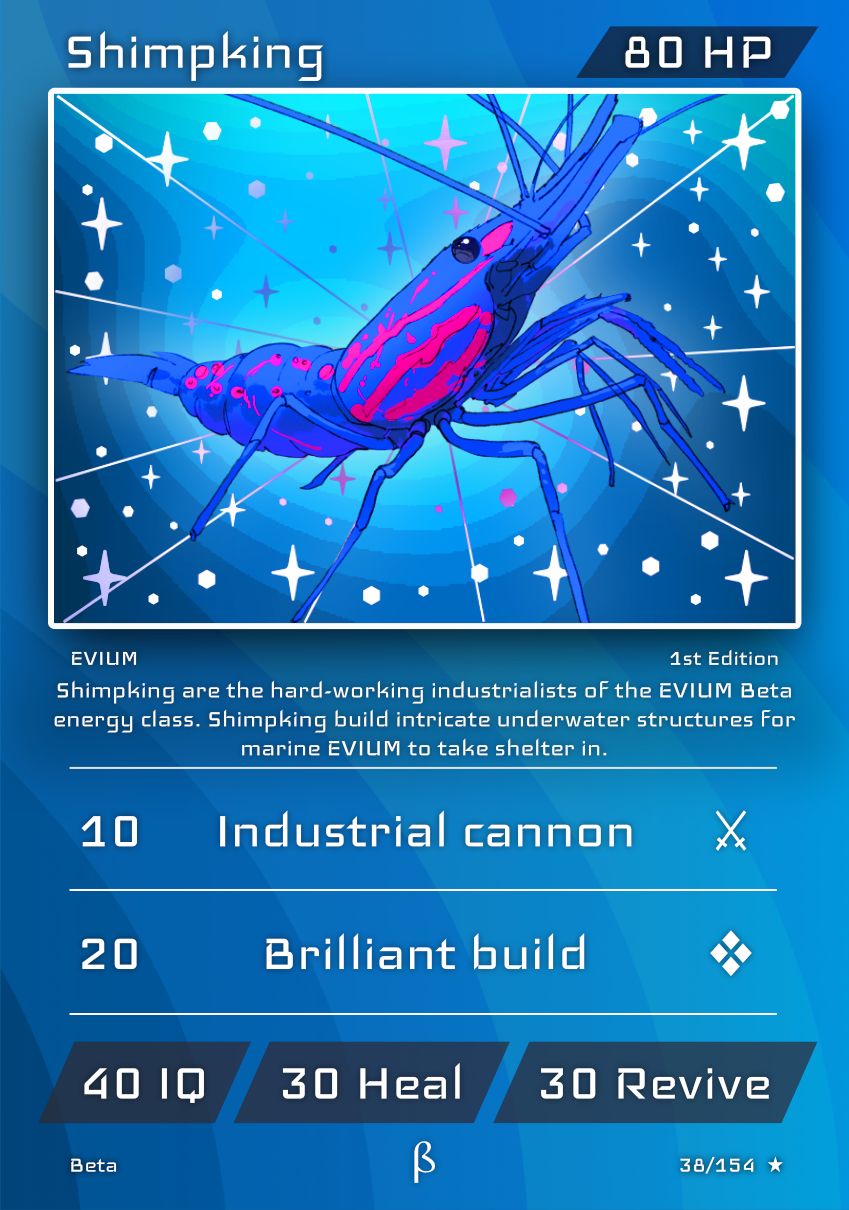 Shimpking
80 HP
EVIUM
1st Edition
Shimpking are the hard-working industrialists of the EVIUM Beta
energy class. Shimpking build intricate underwater structures for
marine EVIUM to take shelter in.
10 Industrial cannon
20 Brilliant build
40 IQ
30 Heal
30 Revive
Beta
β
38/154 ★